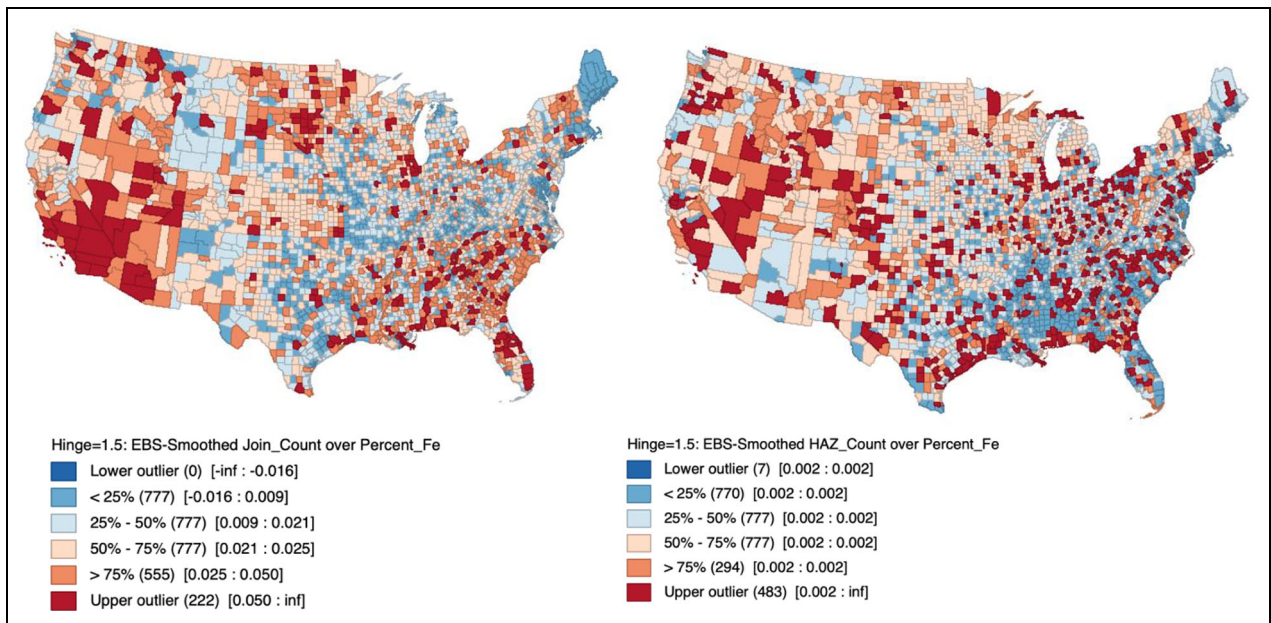 Hinge=1.5: EBS-Smoothed Join_Count over Percent_Fe
Lower outlier (0) [-inf : -0.016]
< 25% (777) [-0.016 : 0.009]
25% - 50% (777) [0.009 : 0.021]
50% - 75% (777) [0.021 : 0.025]
> 75% (555) [0.025 : 0.050]
Upper outlier (222) [0.050 : inf]
Hinge=1.5: EBS-Smoothed HAZ_Count over Percent_Fe
Lower outlier (7) [0.002 : 0.002]
< 25% (770) [0.002 : 0.002]
25% - 50% (777) [0.002 : 0.002]
50% - 75% (777) [0.002 : 0.002]
> 75% (294) [0.002 : 0.002]
Upper outlier (483) [0.002 : inf]